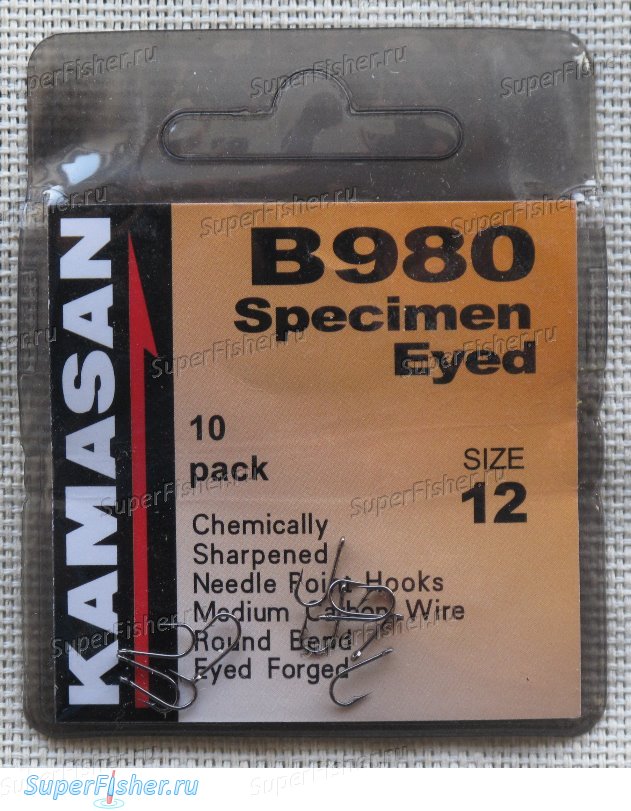 KAMASAN
B980
Specimen
Eyed
10
pack
SIZE
12
Chemically
Sharpened
Needle Point Hooks
Medium Carbon Wire
Round Bend
Eyed Forged
SuperFisher.ru